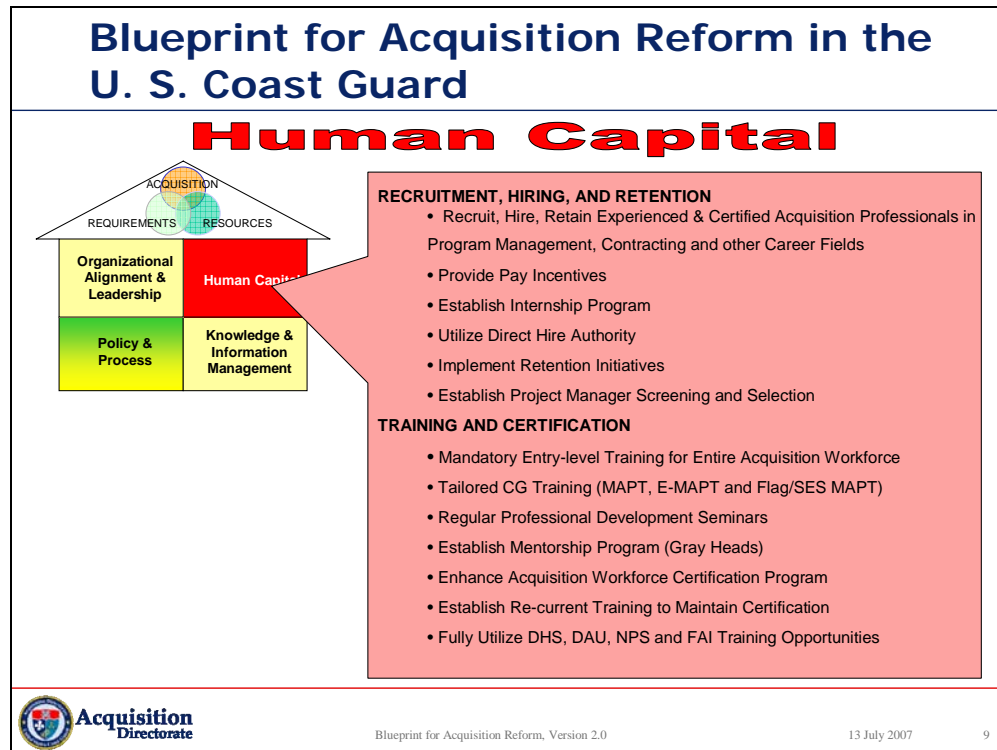 Blueprint for Acquisition Reform in the
U. S. Coast Guard
Human Capital
ACQUISITION
REQUIREMENTS
RESOURCES
Organizational
Alignment &
Leadership
Human Capital
Policy &
Process
Knowledge &
Information
Management
RECRUITMENT, HIRING, AND RETENTION
• Recruit, Hire, Retain Experienced & Certified Acquisition Professionals in
Program Management, Contracting and other Career Fields
• Provide Pay Incentives
• Establish Internship Program
• Utilize Direct Hire Authority
• Implement Retention Initiatives
• Establish Project Manager Screening and Selection
TRAINING AND CERTIFICATION
• Mandatory Entry-level Training for Entire Acquisition Workforce
• Tailored CG Training (MAPT, E-MAPT and Flag/SES MAPT)
• Regular Professional Development Seminars
• Establish Mentorship Program (Gray Heads)
• Enhance Acquisition Workforce Certification Program
• Establish Re-current Training to Maintain Certification
• Fully Utilize DHS, DAU, NPS and FAI Training Opportunities
Acquisition
Directorate
Blueprint for Acquisition Reform, Version 2.0
13 July 2007
9